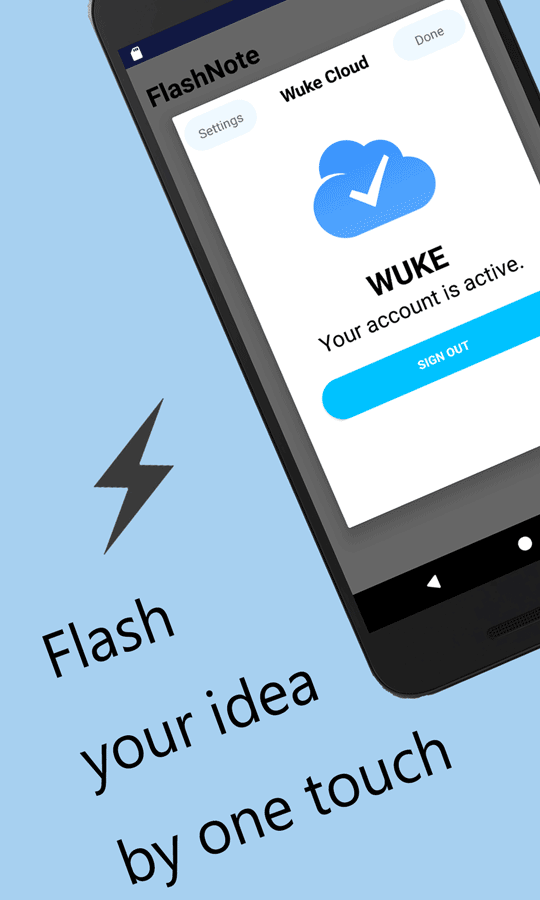 FlashNote
Settings
Wuke Cloud
Done
WUKE
Your account is active.
SIGN OUT
Flash
your idea
by one touch